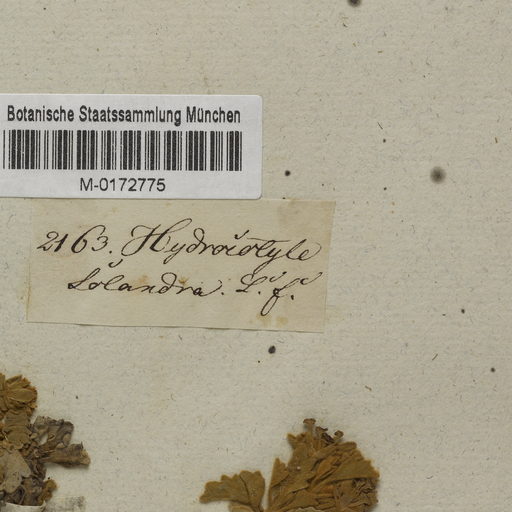 Botanische Staatssammlung München
M-0172775
2163. Hydrocotyle
Solandra. L. f.